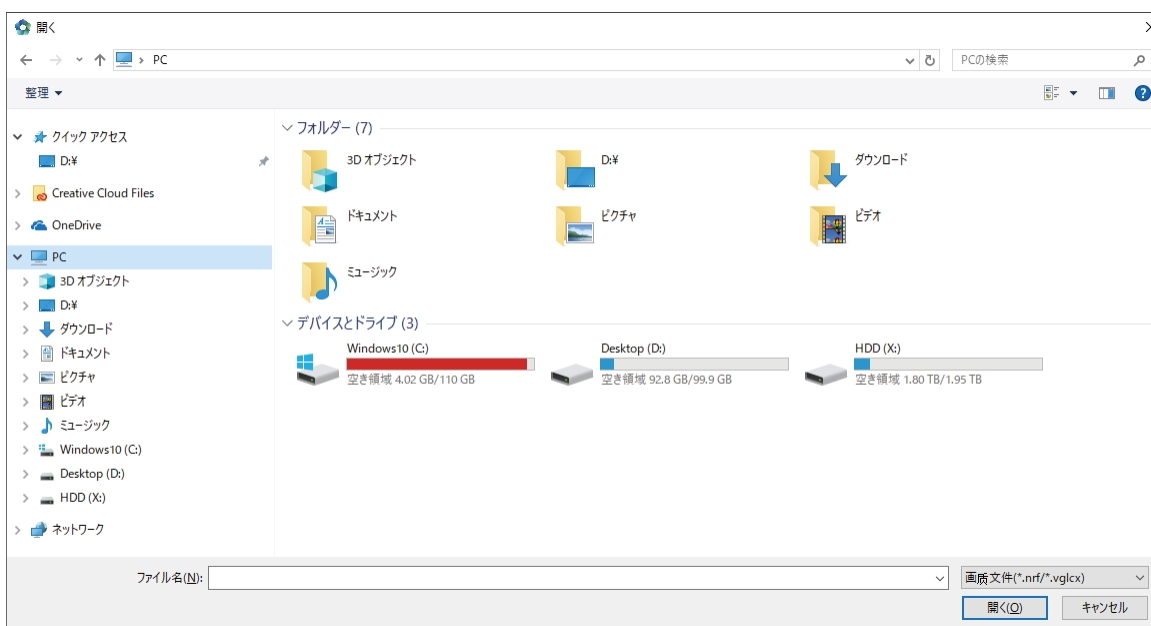 開く
PC
PCの検索
整理
クイック アクセス
D:¥
Creative Cloud Files
OneDrive
PC
3D オブジェクト
D:¥
ダウンロード
ドキュメント
ピクチャ
ビデオ
ミュージック
Windows10 (C:)
Desktop (D:)
HDD (X:)
ネットワーク
フォルダー (7)
3D オブジェクト
D:¥
ダウンロード
ドキュメント
ピクチャ
ビデオ
ミュージック
デバイスとドライブ (3)
Windows10 (C:)
空き領域 4.02 GB/110 GB
Desktop (D:)
空き領域 92.8 GB/99.9 GB
HDD (X:)
空き領域 1.80 TB/1.95 TB
ファイル名(N):
画质文件(*.nrf/*.vglcx)
開く(O)
キャンセル